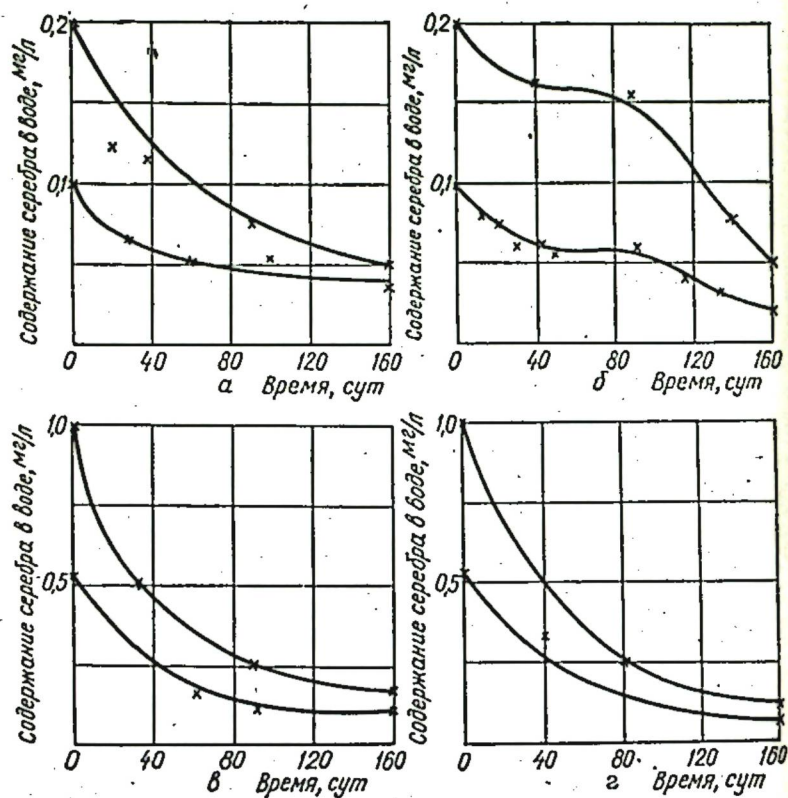 Содержание серебра в воде, мг/л
0,2
0,1
0 40 80 120 160
а Время, сут
Содержание серебра в воде, мг/л
0,2
0,1
0 40 80 120 160
б Время, сут
Содержание серебра в воде, мг/л
1,0
0,5
0 40 80 120 160
в Время, сут
Содержание серебра в воде, мг/л
1,0
0,5
0 40 80 120 160
г Время, сут